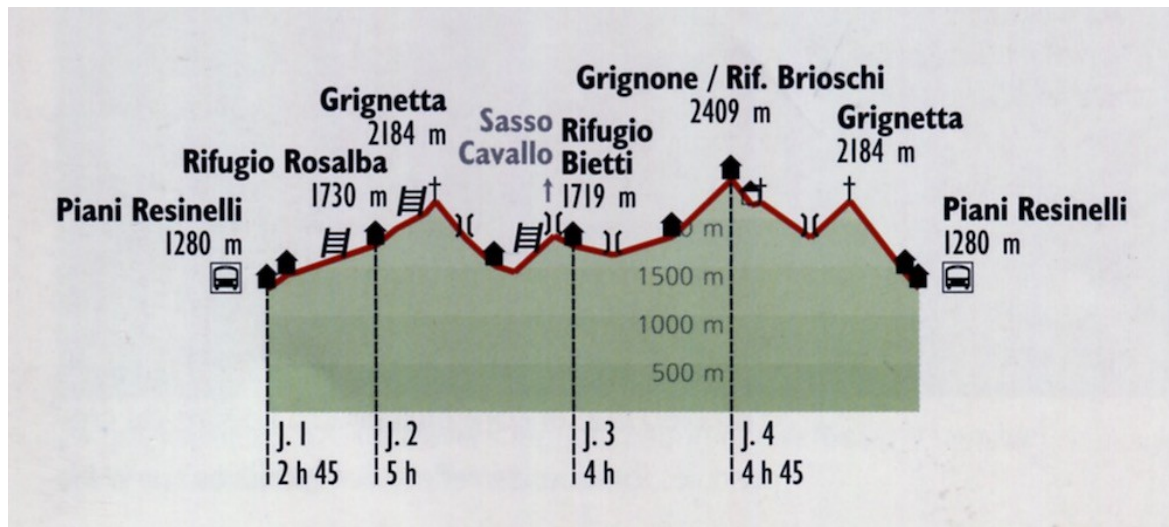 Grignone / Rif. Brioschi
2409 m
Grignetta
2184 m
Sasso
Cavallo
Rifugio
Bietti
1719 m
Grignetta
2184 m
Rifugio Rosalba
1730 m
Piani Resinelli
1280 m
Piani Resinelli
1280 m
1500 m
1000 m
500 m
J. 1
2 h 45
J. 2
5 h
J. 3
4 h
J. 4
4 h 45